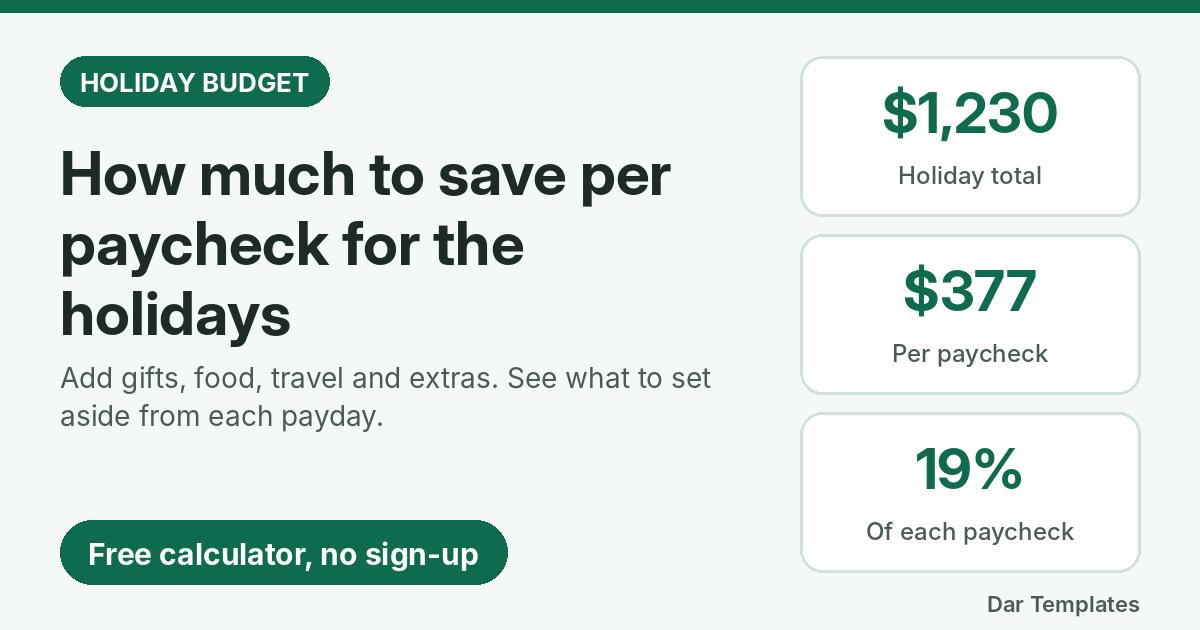 HOLIDAY BUDGET
How much to save per
paycheck for the
holidays
Add gifts, food, travel and extras. See what to set
aside from each payday.
Free calculator, no sign-up
$1,230
Holiday total
$377
Per paycheck
19%
Of each paycheck
Dar Templates